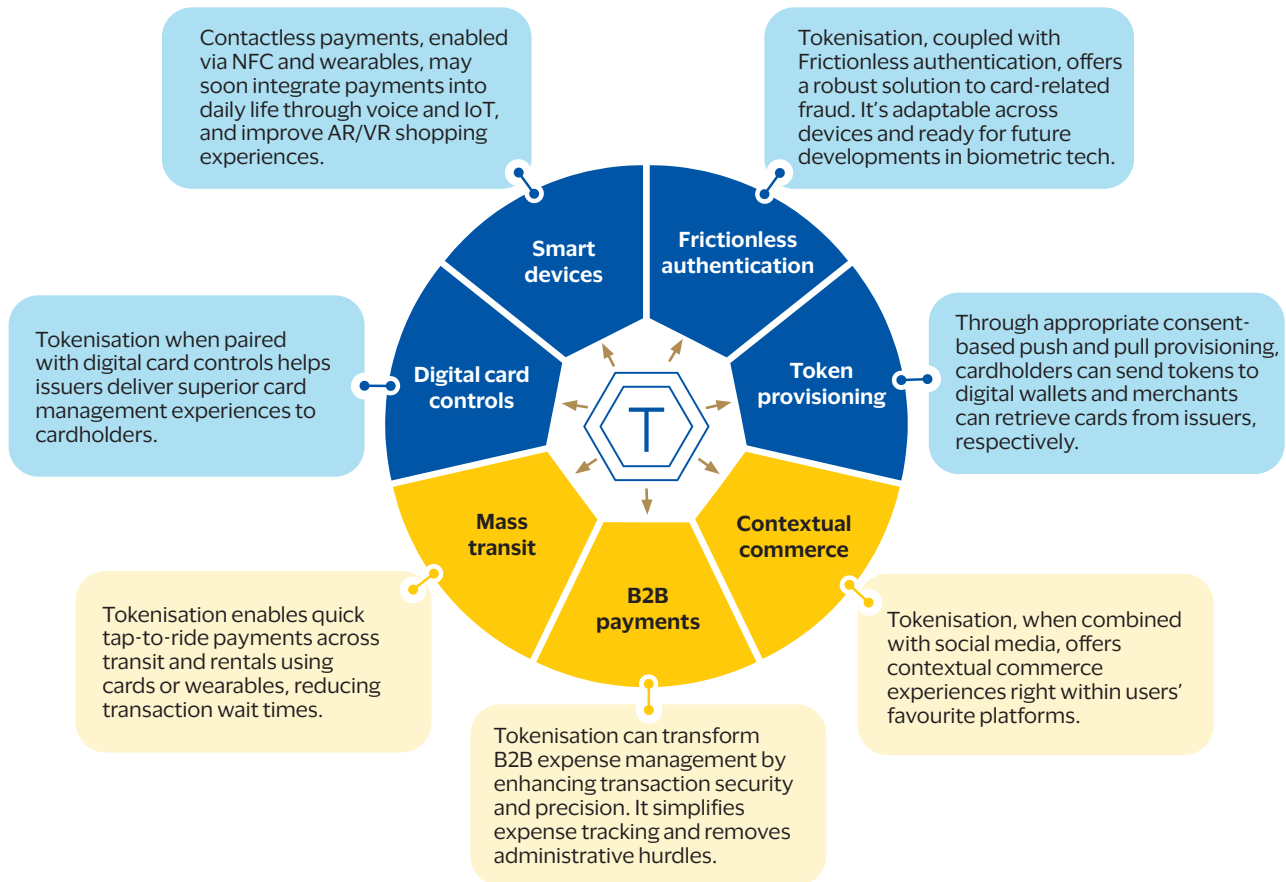 Contactless payments, enabled
via NFC and wearables, may
soon integrate payments into
daily life through voice and IoT,
and improve AR/VR shopping
experiences.
Tokenisation, coupled with
Frictionless authentication, offers
a robust solution to card-related
fraud. It's adaptable across
devices and ready for future
developments in biometric tech.
Smart
devices
Frictionless
authentication
Tokenisation when paired
with digital card controls helps
issuers deliver superior card
management experiences to
cardholders.
Digital card
controls
T
Token
provisioning
Through appropriate consent-
based push and pull provisioning,
cardholders can send tokens to
digital wallets and merchants
can retrieve cards from issuers,
respectively.
Mass
transit
B2B
payments
Contextual
commerce
Tokenisation enables quick
tap-to-ride payments across
transit and rentals using
cards or wearables, reducing
transaction wait times.
Tokenisation can transform
B2B expense management by
enhancing transaction security
and precision. It simplifies
expense tracking and removes
administrative hurdles.
Tokenisation, when combined
with social media, offers
contextual commerce
experiences right within users’
favourite platforms.